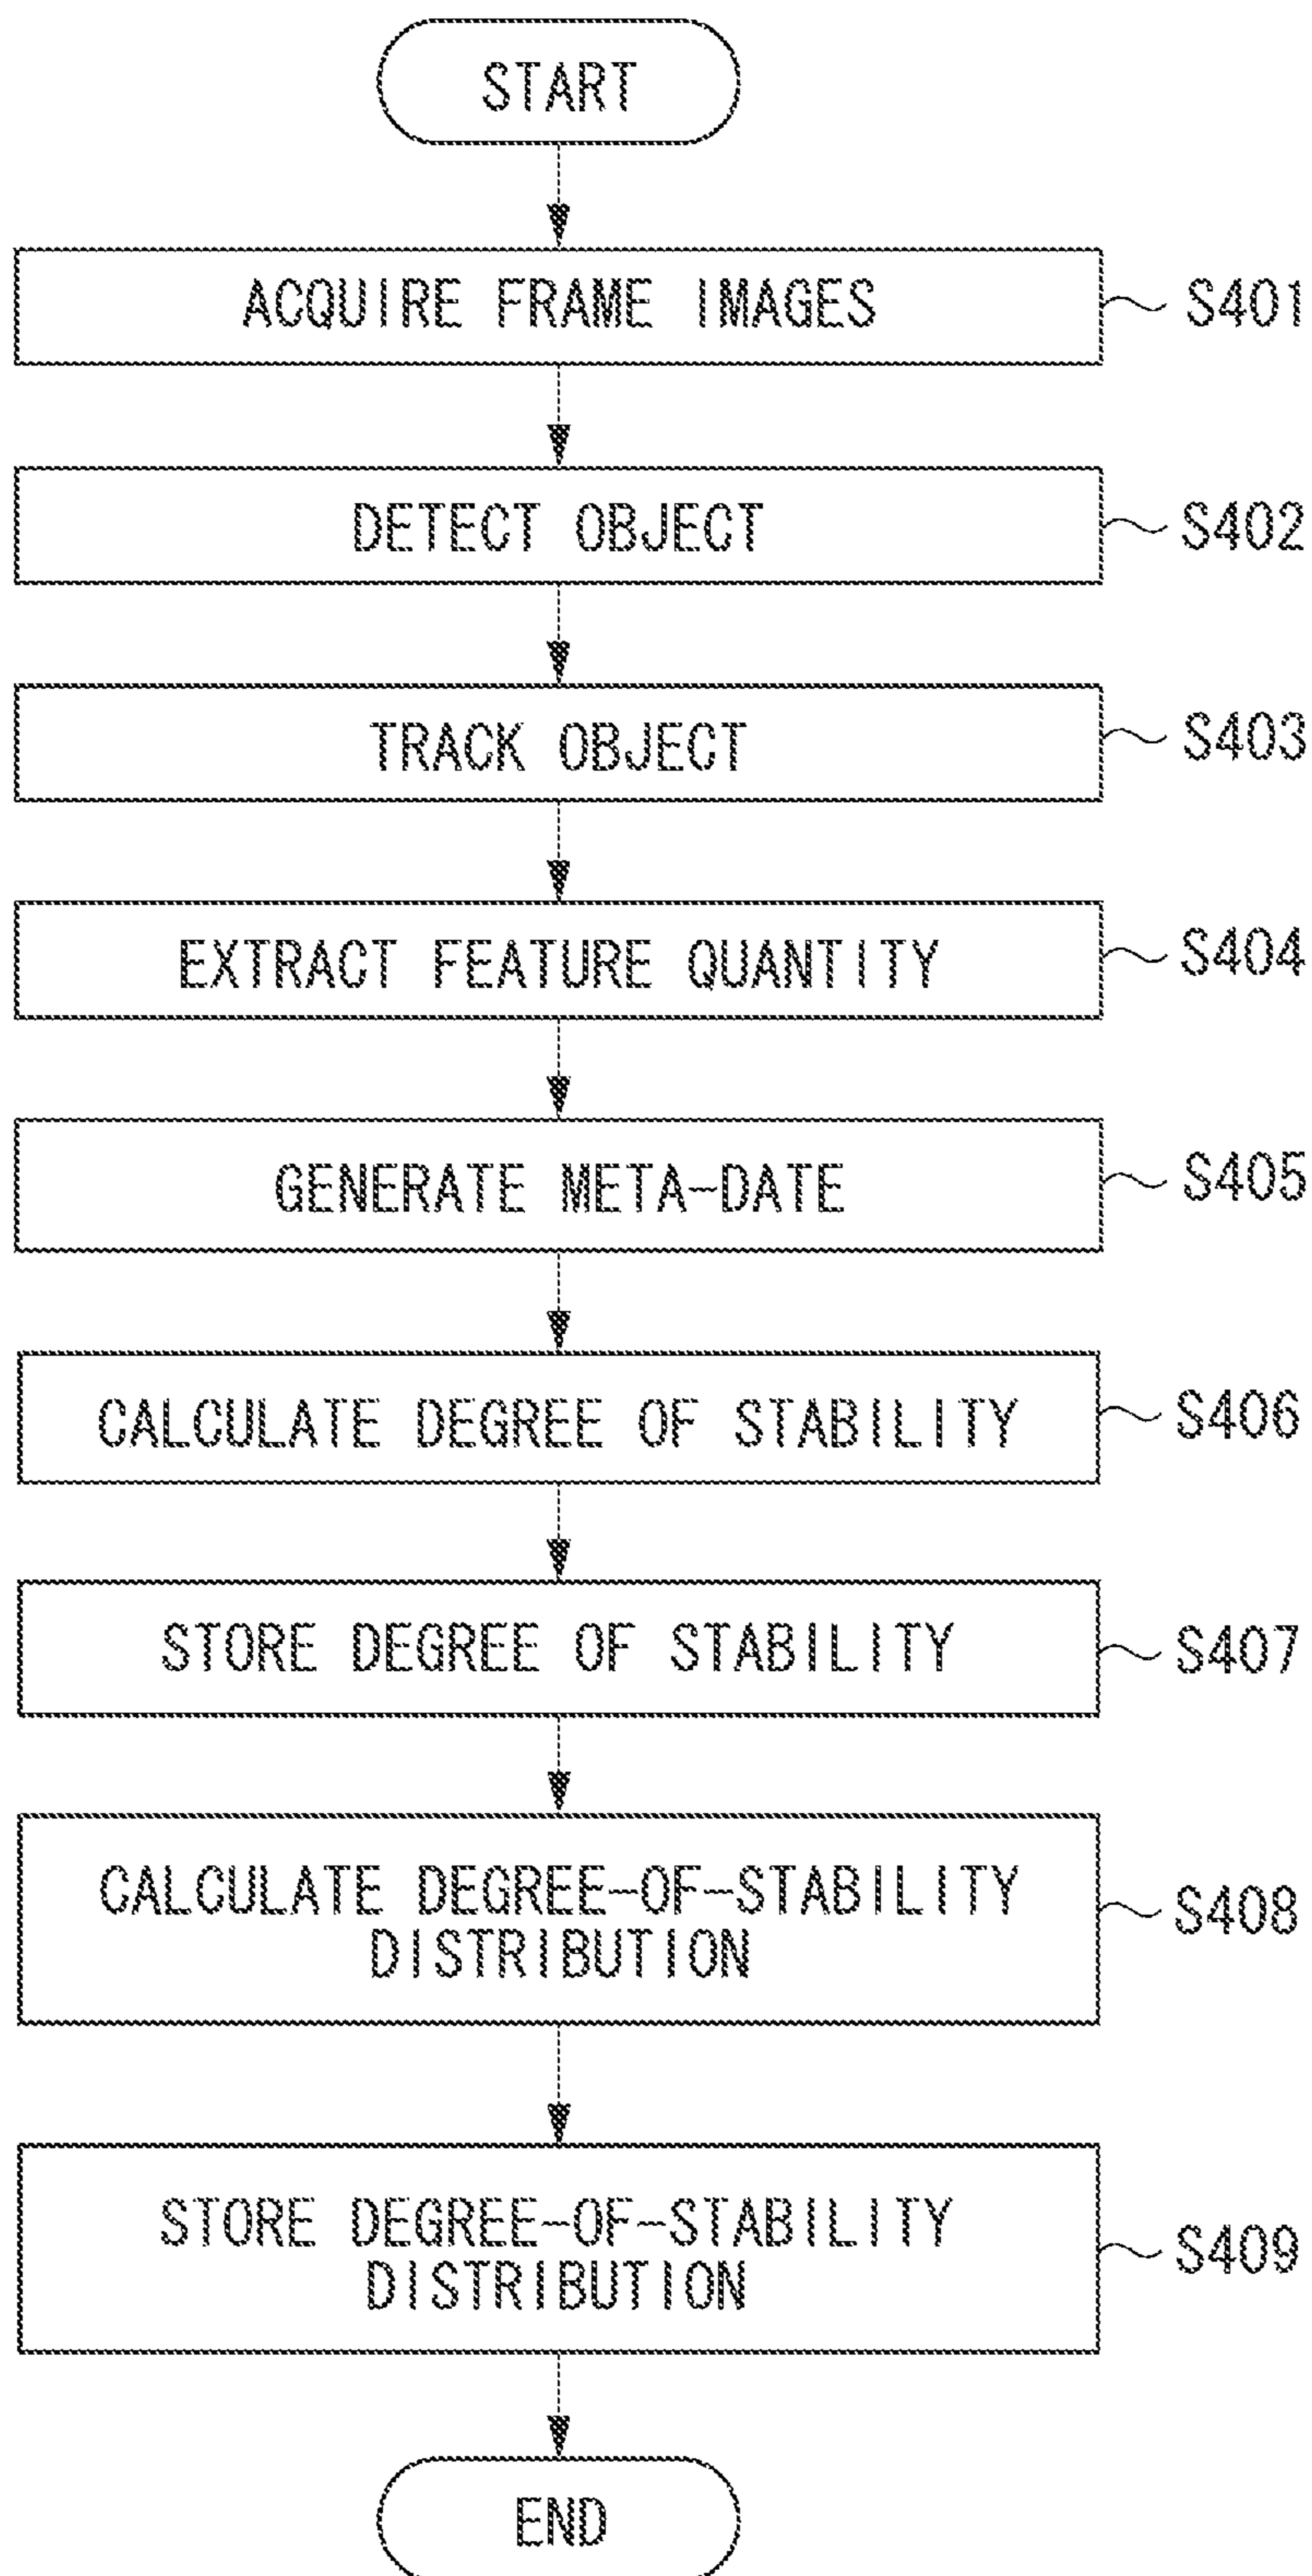 START
ACQUIRE FRAME IMAGES
S401
DETECT OBJECT
S402
TRACK OBJECT
S403
EXTRACT FEATURE QUANTITY
S404
GENERATE META-DATE
S405
CALCULATE DEGREE OF STABILITY
S406
STORE DEGREE OF STABILITY
S407
CALCULATE DEGREE-OF-STABILITY
DISTRIBUTION
S408
STORE DEGREE-OF-STABILITY
DISTRIBUTION
S409
END